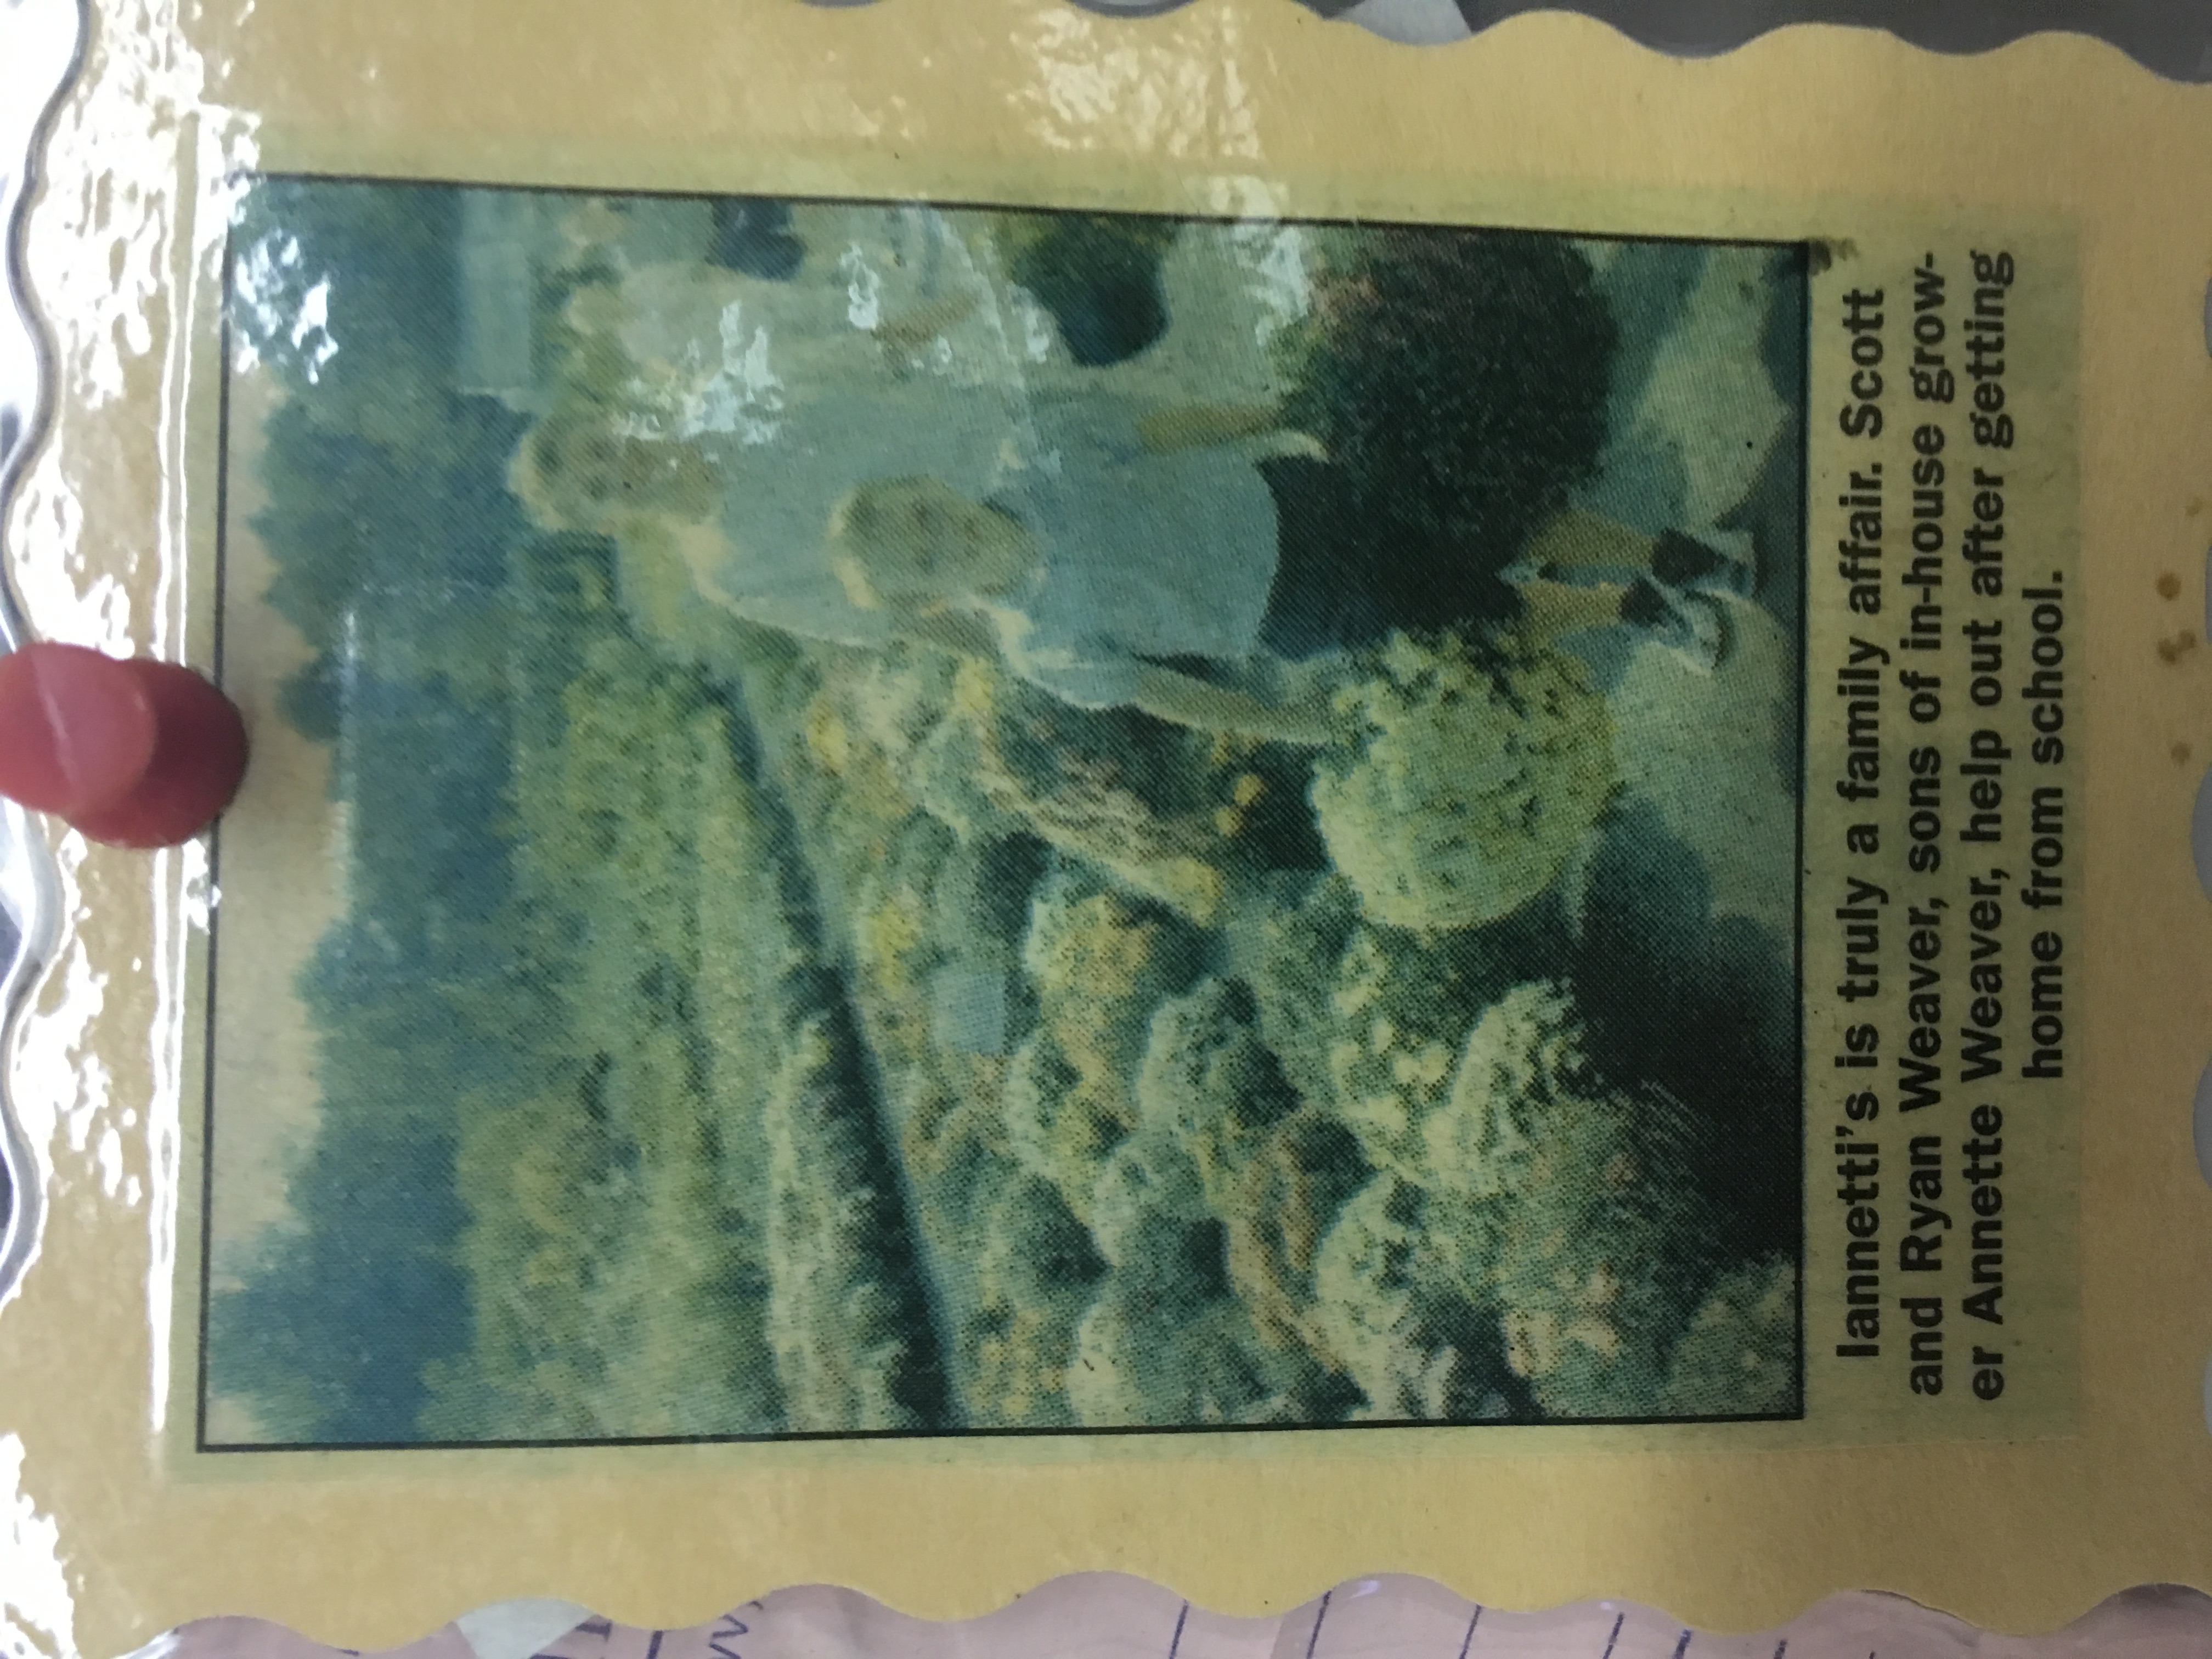 Iannetti's is truly a family affair. Scott
and Ryan Weaver, sons of in-house grow-
er Annette Weaver, help out after getting
home from school.